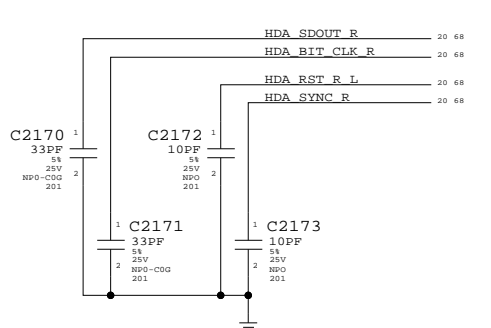 HDA_SDOUT_R 20 68
HDA_BIT_CLK_R 20 68
HDA_RST_R_L 20 68
HDA_SYNC_R 20 68
C2170 1
33PF
5%
25V
NP0-C0G 2
201
C2172 1
10PF
5%
25V
NPO 2
201
1 C2171
33PF
5%
25V
2 NP0-C0G
201
1 C2173
10PF
5%
25V
2 NPO
201